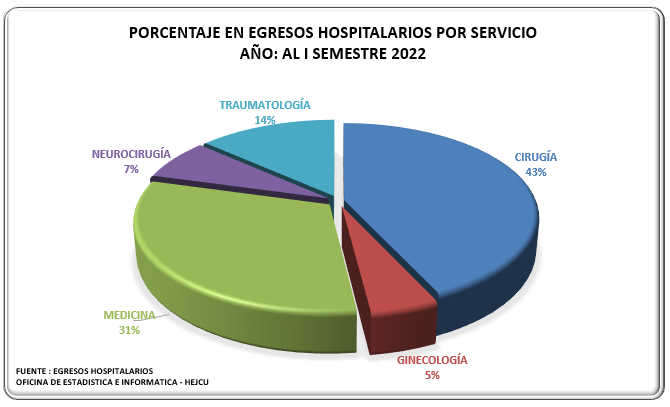 PORCENTAJE EN EGRESOS HOSPITALARIOS POR SERVICIO
AÑO: AL I SEMESTRE 2022
TRAUMATOLOGÍA
14%
NEUROCIRUGÍA
7%
CIRUGÍA
43%
MEDICINA
31%
GINECOLOGÍA
5%
FUENTE : EGRESOS HOSPITALARIOS
OFICINA DE ESTADISTICA E INFORMATICA - HEJCU